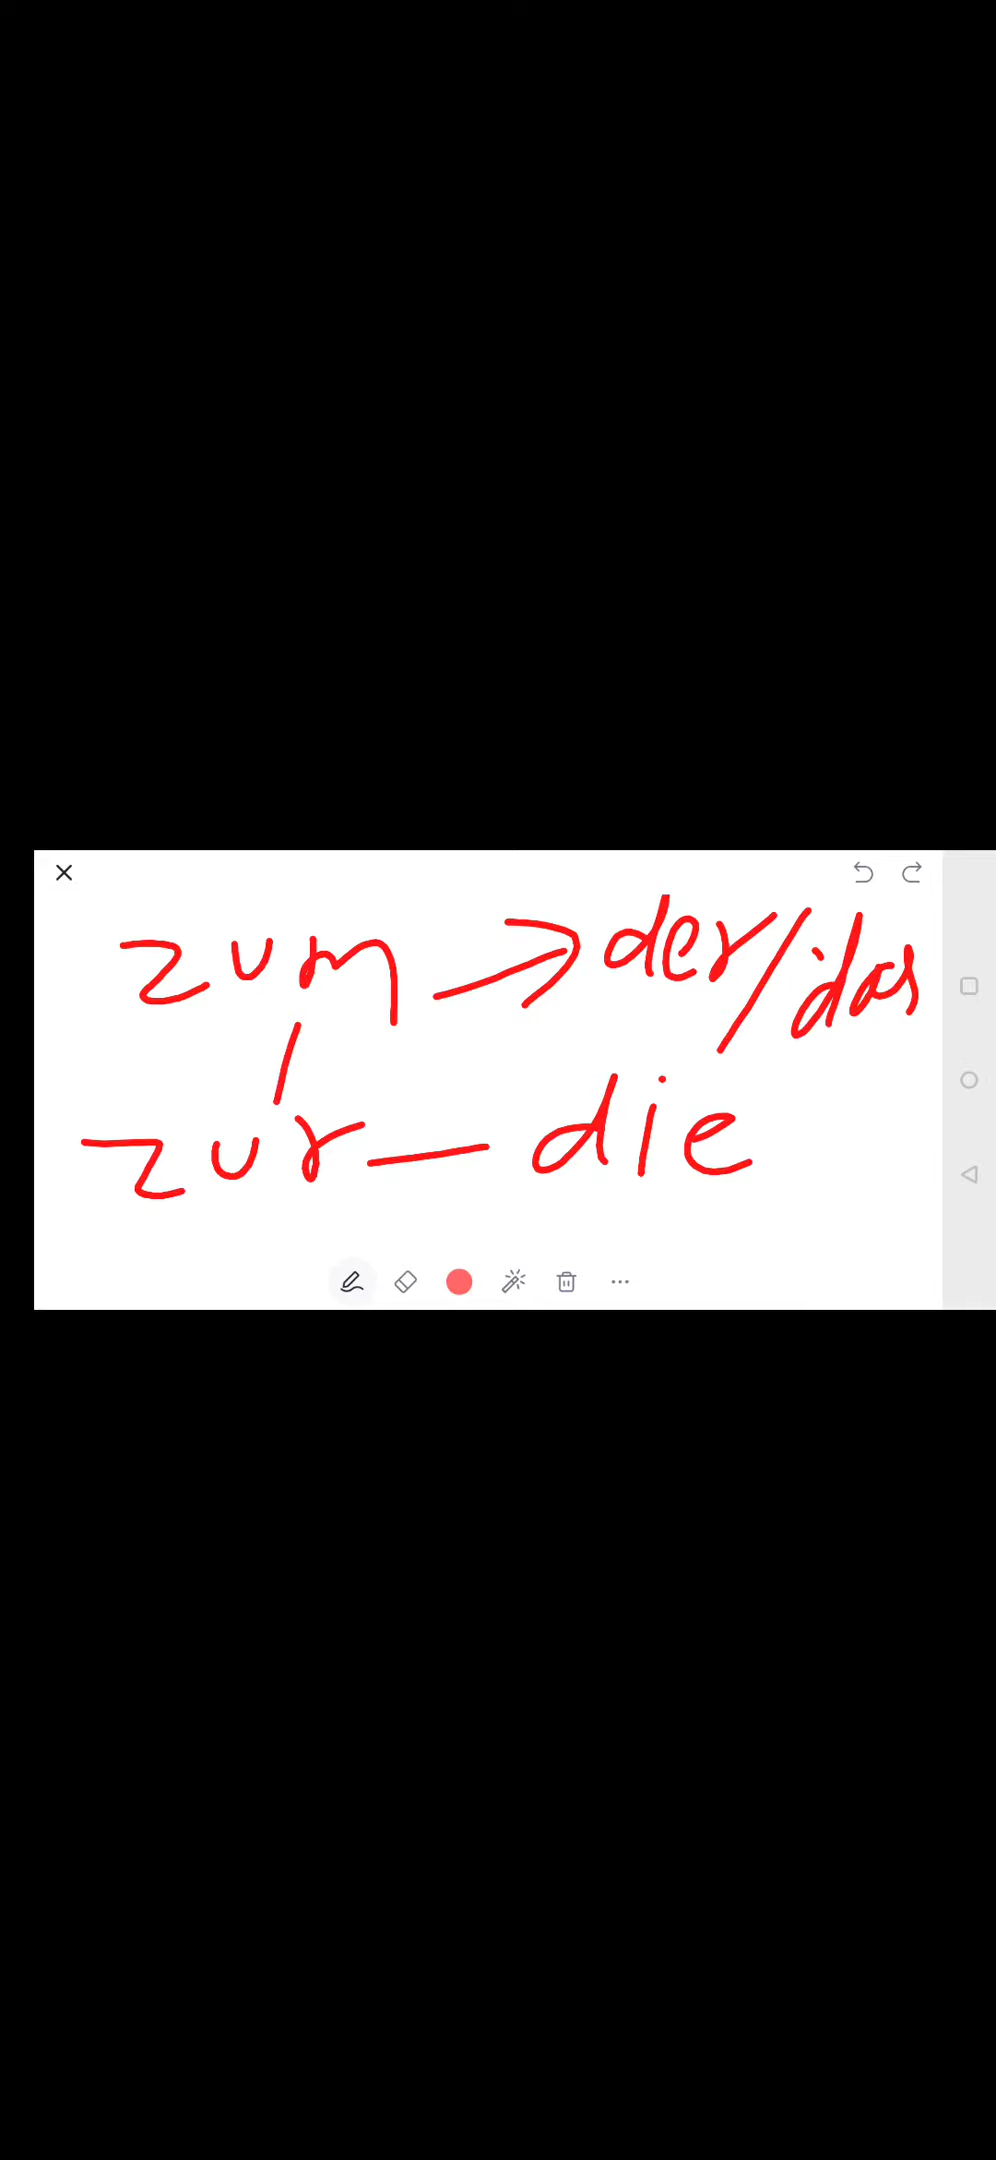 zum → der/das
zur - die